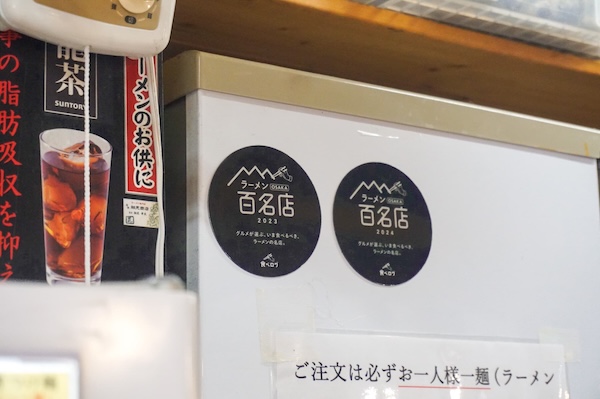 能茶
SUNTORY
事の脂肪吸収を抑え
ーメンのお供に
ラーメン OSAKA
百名店
2023
グルメが選ぶ、いま食べるべき、
ラーメンの名店。
食べログ
ラーメン OSAKA
百名店
2024
グルメが選ぶ、いま食べるべき、
ラーメンの名店。
食べログ
ご注文は必ずお一人様一麺(ラーメン